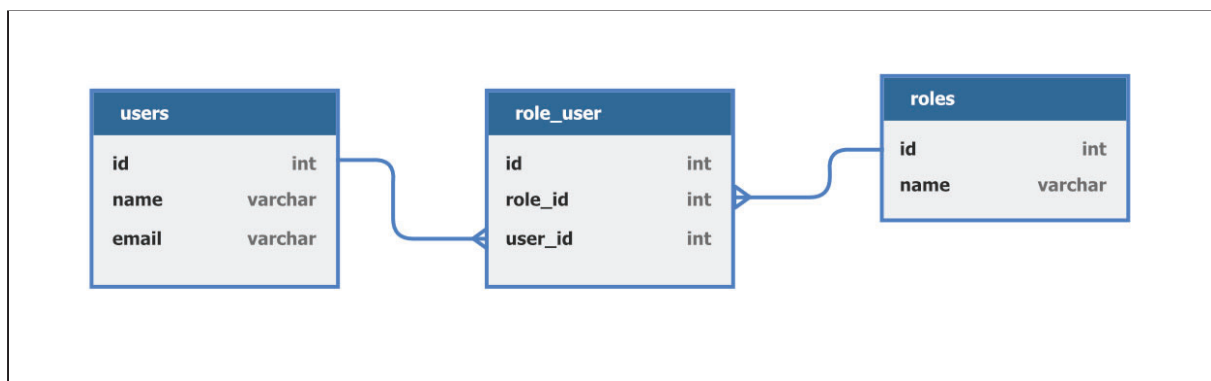 users
id int
name varchar
email varchar
role_user
id int
role_id int
user_id int
roles
id int
name varchar